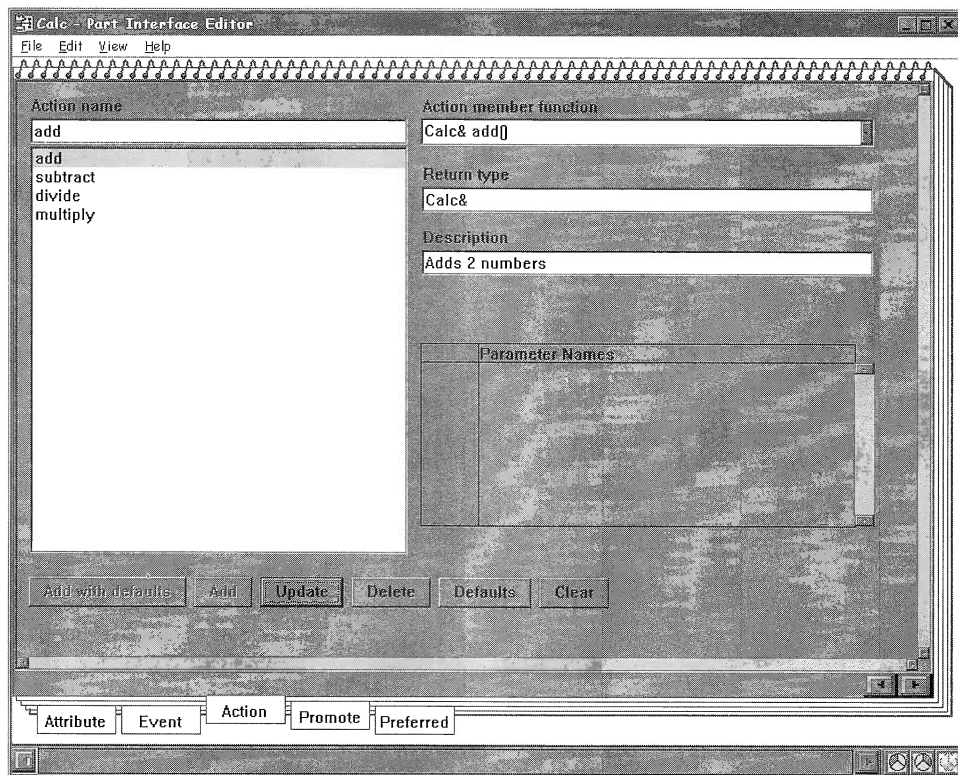 Calc - Part Interface Editor
File Edit View Help
Action name
add
add
subtract
divide
multiply
Action member function
Calc& add()
Return type
Calc&
Description
Adds 2 numbers
Parameter Names
Add with defaults Add Update Delete Defaults Clear
Attribute Event Action Promote Preferred